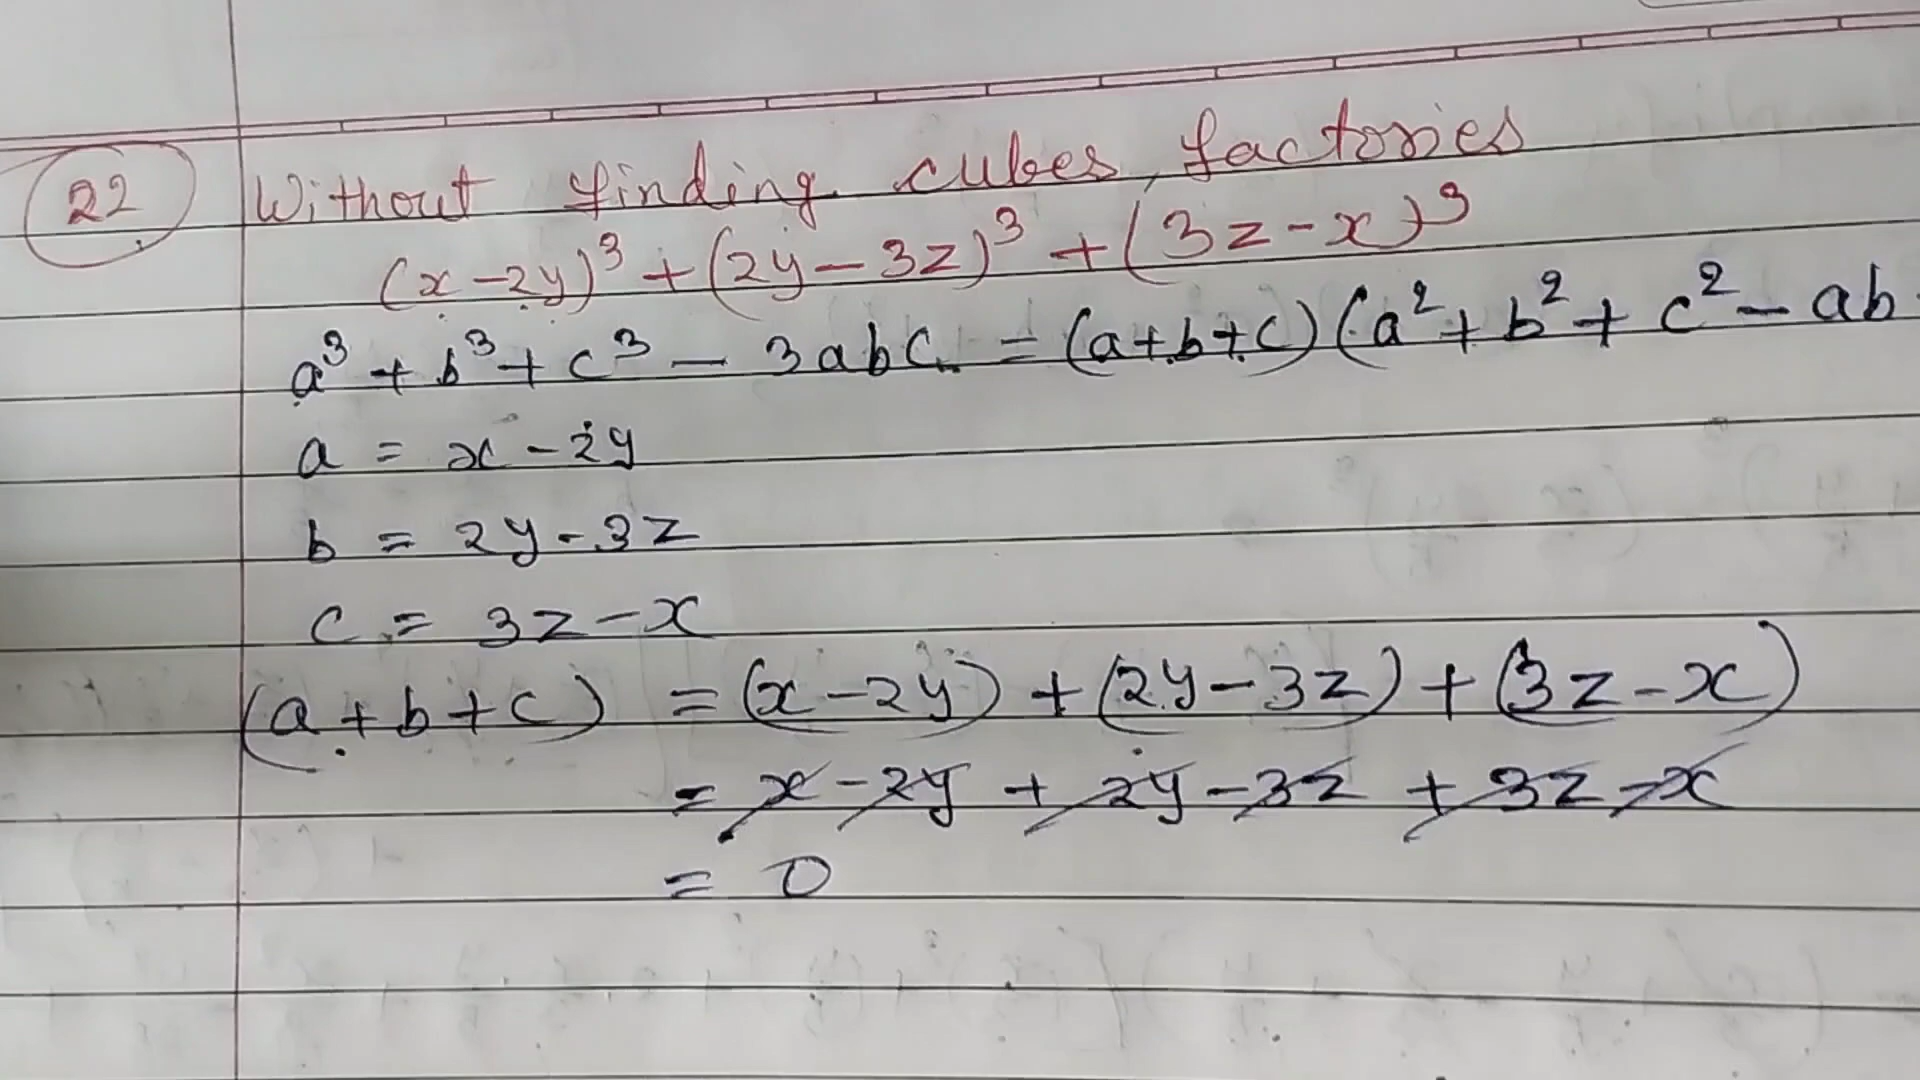 22 Without finding cubes, factories
(x-2y)³ + (2y-3z)³ + (3z-x)³
a³ + b³ + c³ - 3abc = (a+b+c)(a² + b² + c² - ab
a = x-2y
b = 2y-3z
c = 3z-x
(a+b+c) = (x-2y) + (2y-3z) + (3z-x)
= x-2y + 2y-3z + 3z-x
= 0